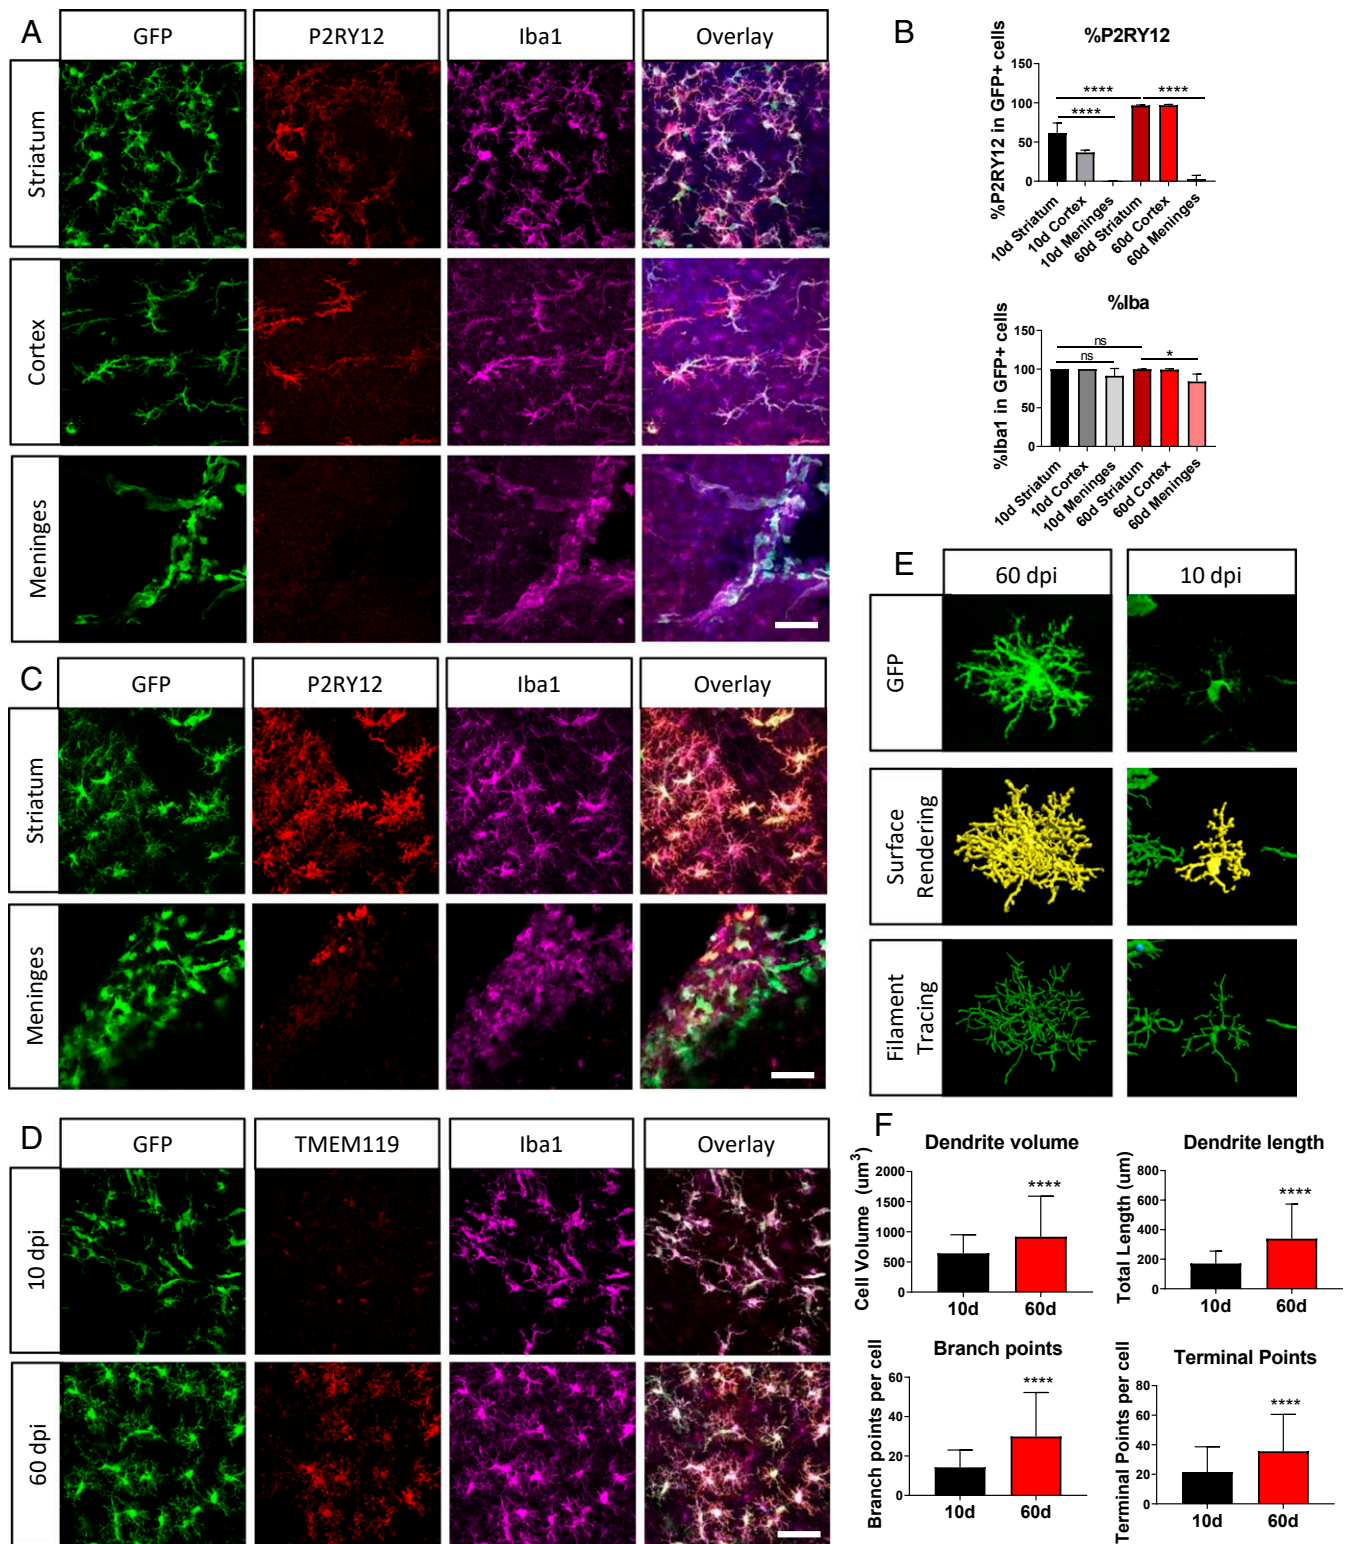 A
GFP
P2RY12
Iba1
Overlay
Striatum
Cortex
Meninges
B
%P2RY12
%P2RY12 in GFP+ cells
150
100
50
0
****
****
****
10d Striatum
10d Cortex
10d Meninges
60d Striatum
60d Cortex
60d Meninges
%Iba
%Iba1 in GFP+ cells
150
100
50
0
ns
ns
*
10d Striatum
10d Cortex
10d Meninges
60d Striatum
60d Cortex
60d Meninges
C
GFP
P2RY12
Iba1
Overlay
Striatum
Meninges
D
GFP
TMEM119
Iba1
Overlay
10 dpi
60 dpi
E
60 dpi
10 dpi
GFP
Surface
Rendering
Filament
Tracing
F
Dendrite volume
Cell Volume (um³)
2000
1500
1000
500
0
****
10d
60d
Dendrite length
Total Length (um)
800
600
400
200
0
****
10d
60d
Branch points
Branch points per cell
60
40
20
0
****
10d
60d
Terminal Points
Terminal Points per cell
80
60
40
20
0
****
10d
60d